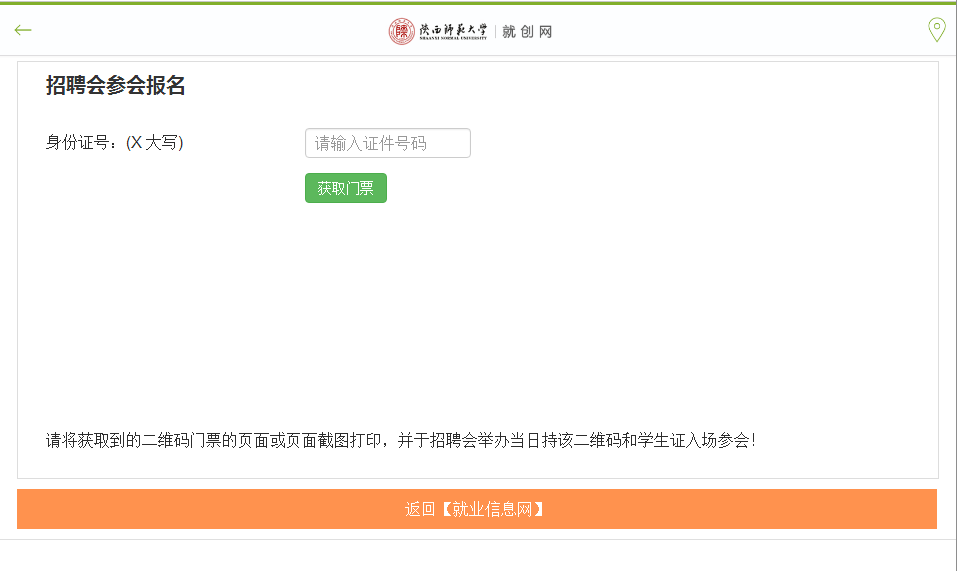 陕西师范大学 就创网
SHAANXI NORMAL UNIVERSITY
招聘会参会报名
身份证号：(X 大写)
请输入证件号码
获取门票
请将获取到的二维码门票的页面或页面截图打印，并于招聘会举办当日持该二维码和学生证入场参会！
返回【就业信息网】